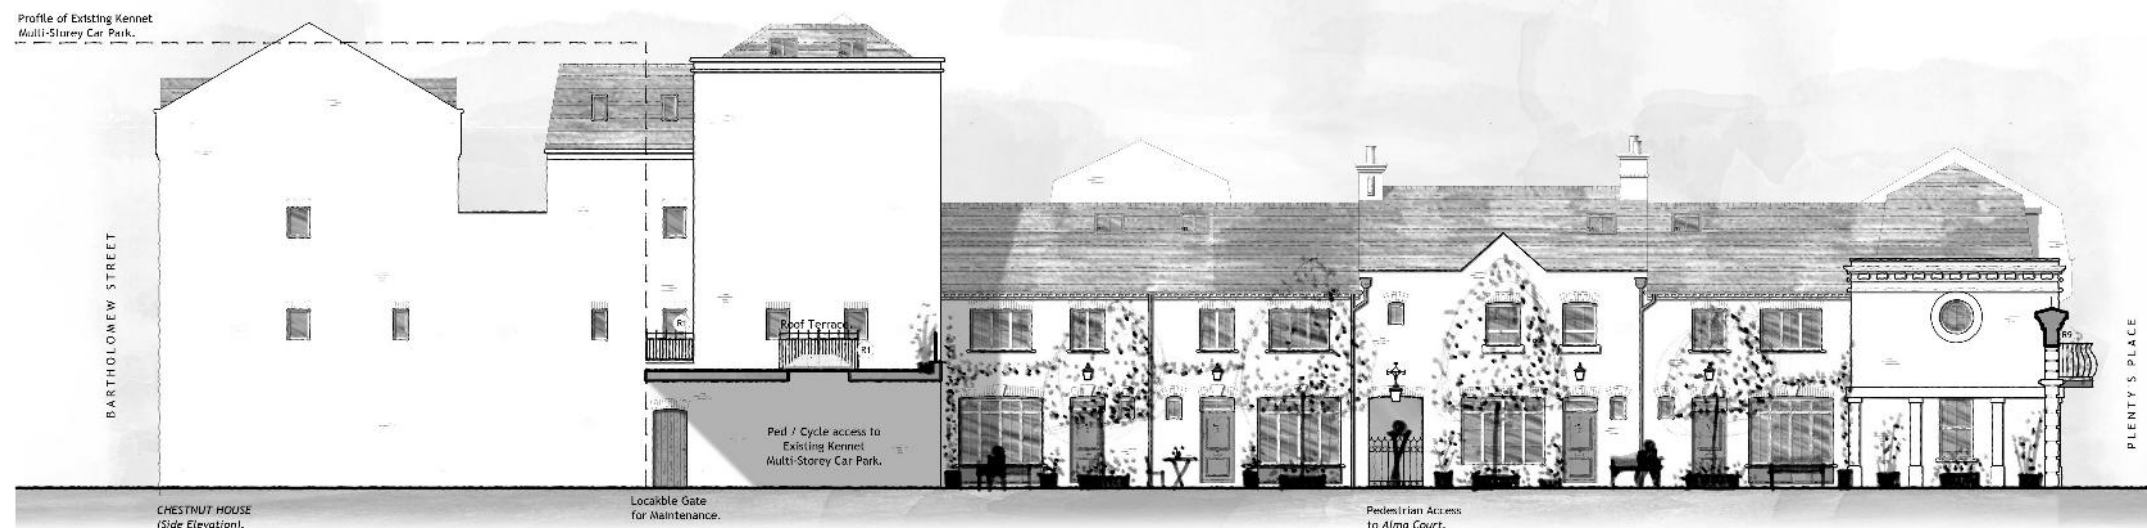 Profile of Existing Kennet
Multi-Storey Car Park.
BARTHOLOMEW STREET
R1
Roof Terrace
R1
Ped / Cycle access to
Existing Kennet
Multi-Storey Car Park.
R9
PLENTY'S PLACE
CHESTNUT HOUSE
(Side Elevation).
Locakble Gate
for Maintenance.
Pedestrian Access
to Alma Court.